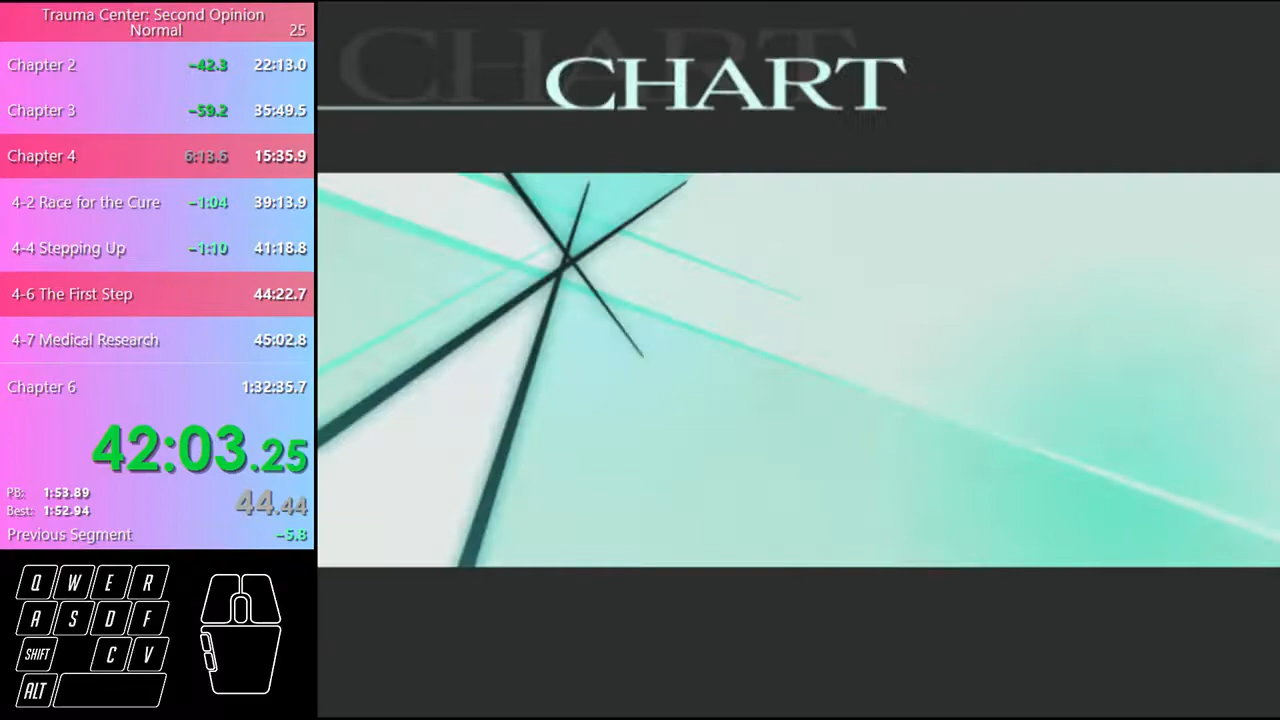 Trauma Center: Second Opinion
Normal 25
Chapter 2 -42.3 22:13.0
Chapter 3 -59.2 35:49.5
Chapter 4 6:13.5 15:35.9
4-2 Race for the Cure -1:04 39:13.9
4-4 Stepping Up -1:10 41:18.8
4-6 The First Step 44:22.7
4-7 Medical Research 45:02.8
Chapter 6 1:32:35.7
42:03.25
PB: 1:53.89
Best: 1:52.94
44.44
Previous Segment -5.8
Q W E R
A S D F
SHIFT C V
ALT
CHART
CHART